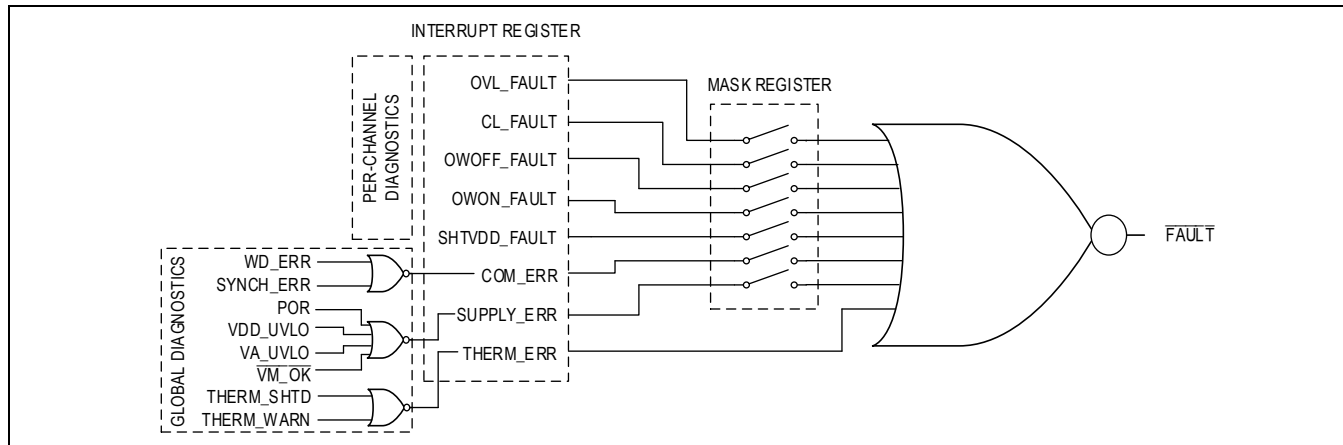 INTERRUPT REGISTER
PER-CHANNEL
DIAGNOSTICS
OVL_FAULT
CL_FAULT
OWOFF_FAULT
OWON_FAULT
SHTVDD_FAULT
COM_ERR
SUPPLY_ERR
THERM_ERR
MASK REGISTER
FAULT
GLOBAL DIAGNOSTICS
WD_ERR
SYNCH_ERR
POR
VDD_UVLO
VA_UVLO
VM_OK
THERM_SHTD
THERM_WARN